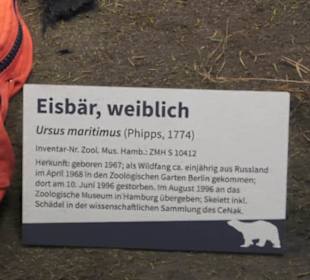 Eisbär, weiblich
Ursus maritimus (Phipps, 1774)
Inventar-Nr. Zool. Mus. Hamb.: ZMH S 10412
Herkunft: geboren 1967; als Wildfang ca. einjährig aus Russland
im April 1968 in den Zoologischen Garten Berlin gekommen;
dort am 10. Juni 1996 gestorben. Im August 1996 an das
Zoologische Museum in Hamburg übergeben; Skelett inkl.
Schädel in der wissenschaftlichen Sammlung des CeNak.